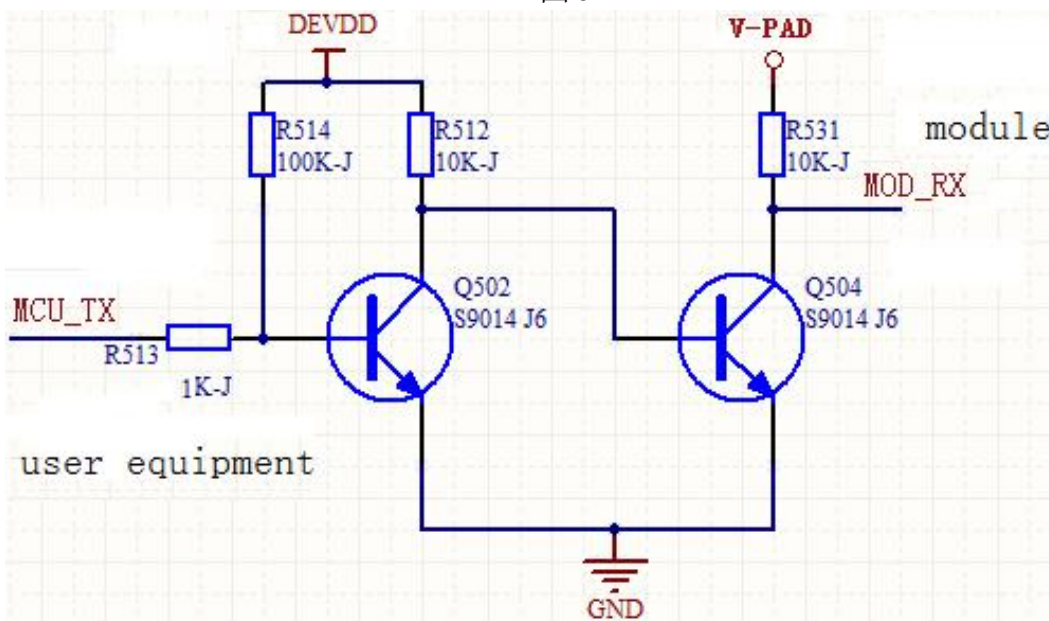 DEVDD
V-PAD
R514
100K-J
R512
10K-J
R531
10K-J
module
MOD_RX
MCU_TX
R513
1K-J
Q502
S9014 J6
Q504
S9014 J6
user equipment
GND